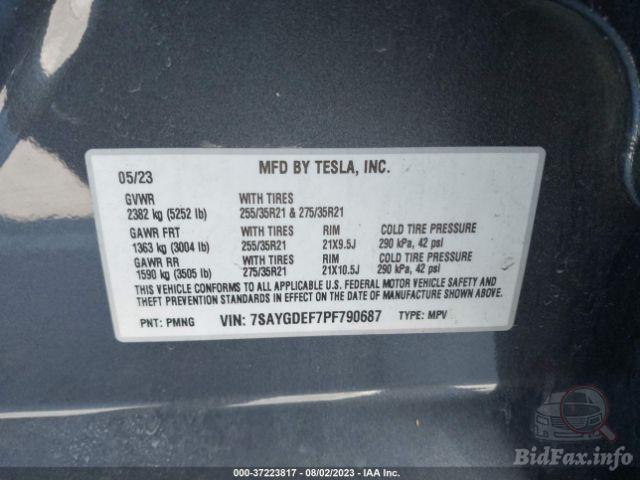 05/23 MFD BY TESLA, INC.
GVWR WITH TIRES
2382 kg (5252 lb) 255/35R21 & 275/35R21
GAWR FRT WITH TIRES RIM COLD TIRE PRESSURE
1363 kg (3004 lb) 255/35R21 21X9.5J 290 kPa, 42 psi
GAWR RR WITH TIRES RIM COLD TIRE PRESSURE
1590 kg (3505 lb) 275/35R21 21X10.5J 290 kPa, 42 psi
THIS VEHICLE CONFORMS TO ALL APPLICABLE U.S. FEDERAL MOTOR VEHICLE SAFETY AND
THEFT PREVENTION STANDARDS IN EFFECT ON THE DATE OF MANUFACTURE SHOWN ABOVE.
PNT: PMNG VIN: 7SAYGDEF7PF790687 TYPE: MPV
BidFax.info
000-37223817 - 08/02/2023 - IAA Inc.